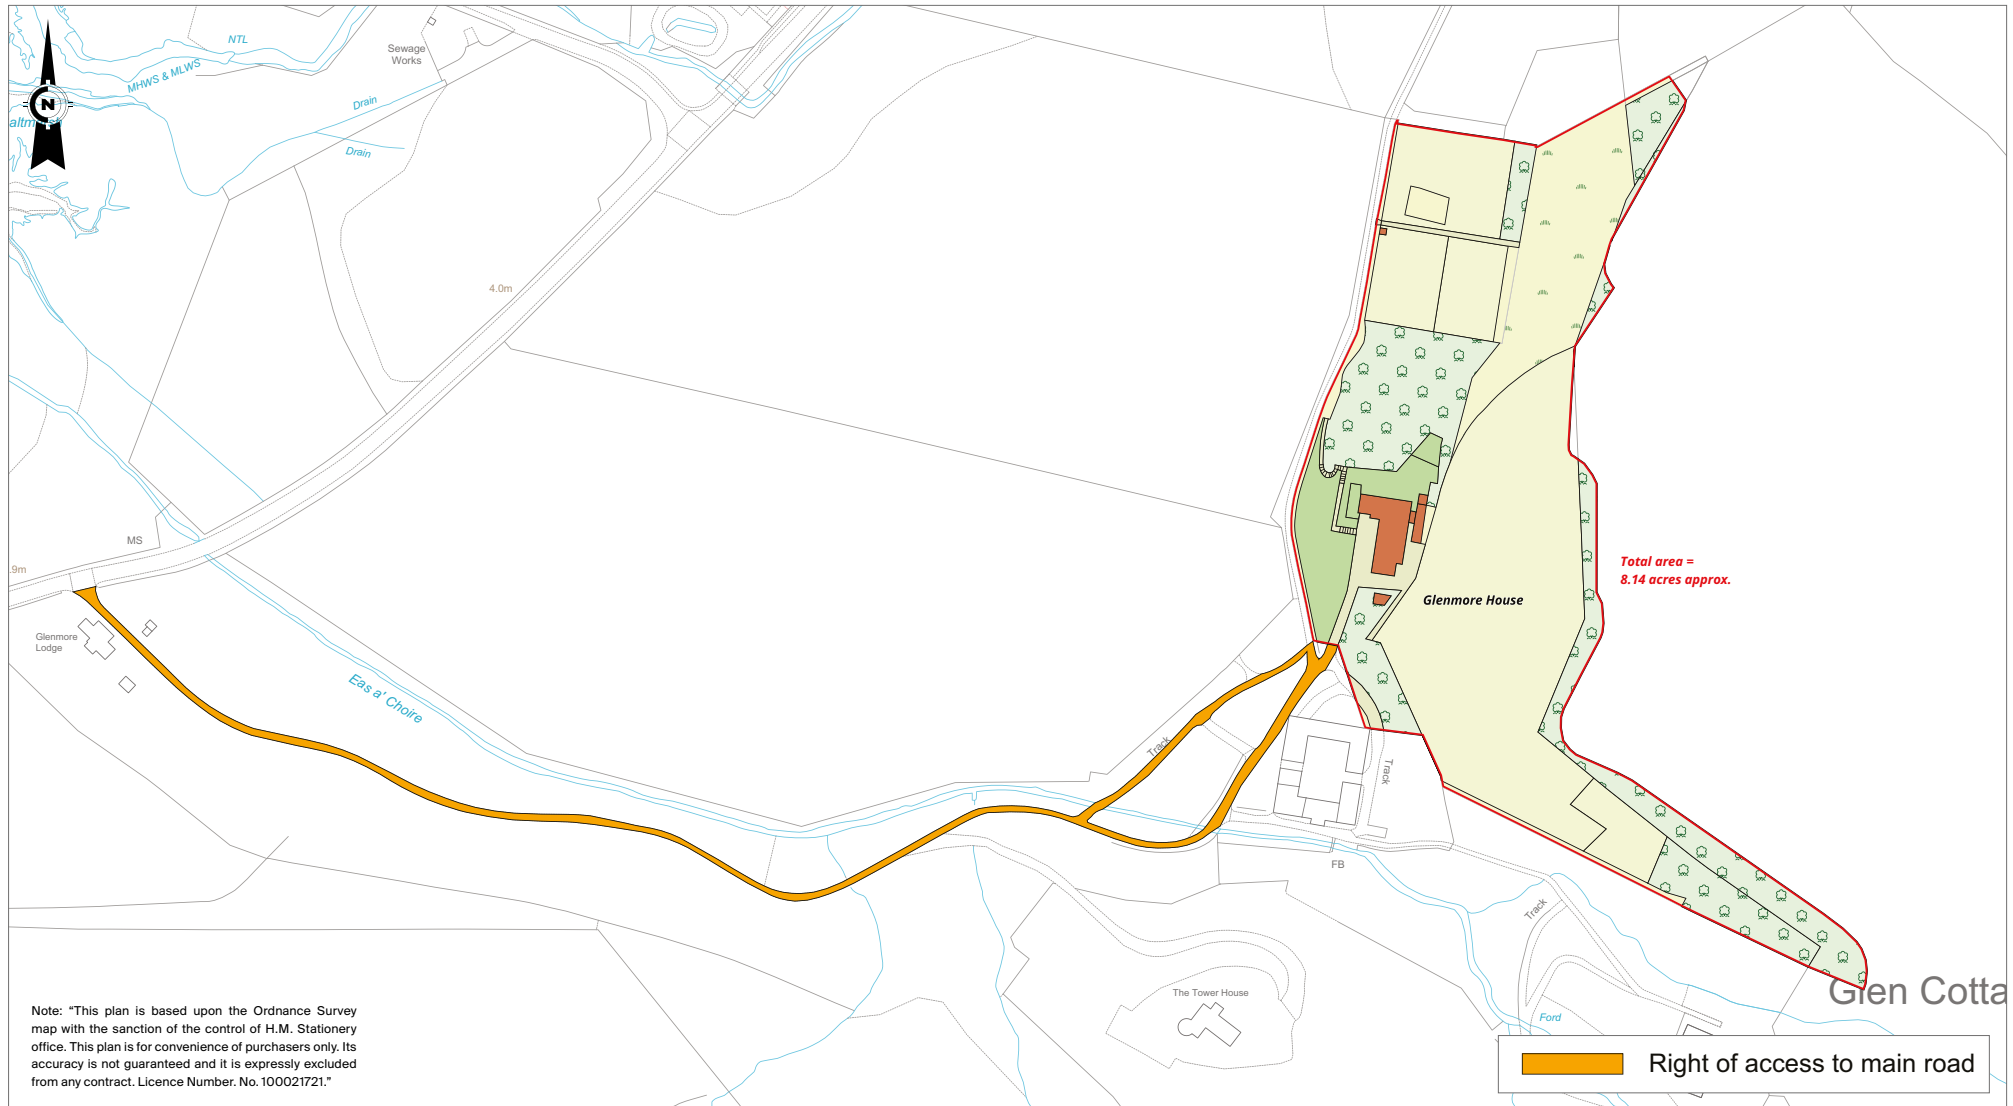 NTL
MHWS & MLWS
Sewage
Works
Drain
Drain
N
altmarsh
4.0m
MS
.9m
Glenmore
Lodge
Eas a' Choire
Track
Track
FB
Track
Glenmore House
Total area =
8.14 acres approx.
The Tower House
Ford
Glen Cotta
Note: “This plan is based upon the Ordnance Survey
map with the sanction of the control of H.M. Stationery
office. This plan is for convenience of purchasers only. Its
accuracy is not guaranteed and it is expressly excluded
from any contract. Licence Number. No. 100021721.”
Right of access to main road